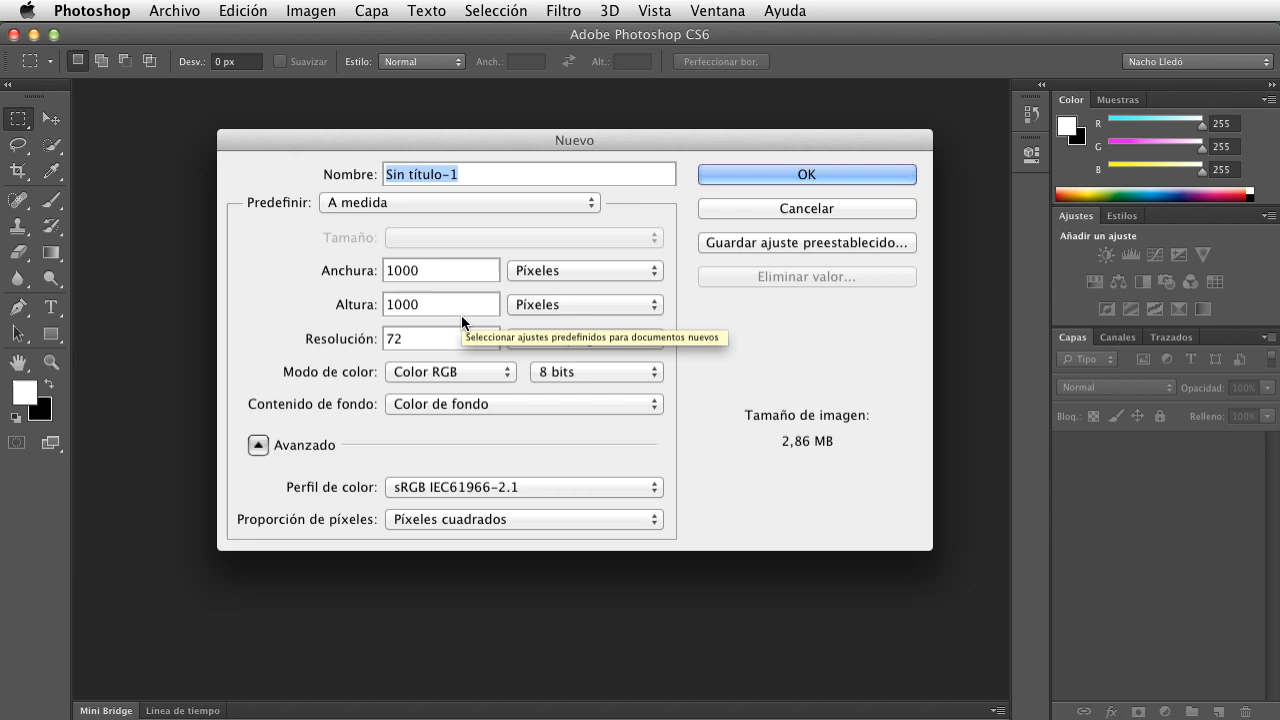 Photoshop Archivo Edición Imagen Capa Texto Selección Filtro 3D Vista Ventana Ayuda
Adobe Photoshop CS6
Desv.: 0 px Suavizar Estilo: Normal Anch.: Alt.: Perfeccionar bor. Nacho Lledó
Nuevo
Nombre: Sin título-1
Predefinir: A medida
Tamaño:
Anchura: 1000 Píxeles
Altura: 1000 Píxeles
Resolución: 72
Seleccionar ajustes predefinidos para documentos nuevos
Modo de color: Color RGB 8 bits
Contenido de fondo: Color de fondo
Avanzado
Perfil de color: sRGB IEC61966-2.1
Proporción de píxeles: Píxeles cuadrados
OK
Cancelar
Guardar ajuste preestablecido...
Eliminar valor...
Tamaño de imagen:
2,86 MB
Color Muestras
R 255
G 255
B 255
Ajustes Estilos
Añadir un ajuste
Capas Canales Trazados
Tipo
Normal Opacidad: 100%
Bloq.: Relleno: 100%
Mini Bridge Línea de tiempo